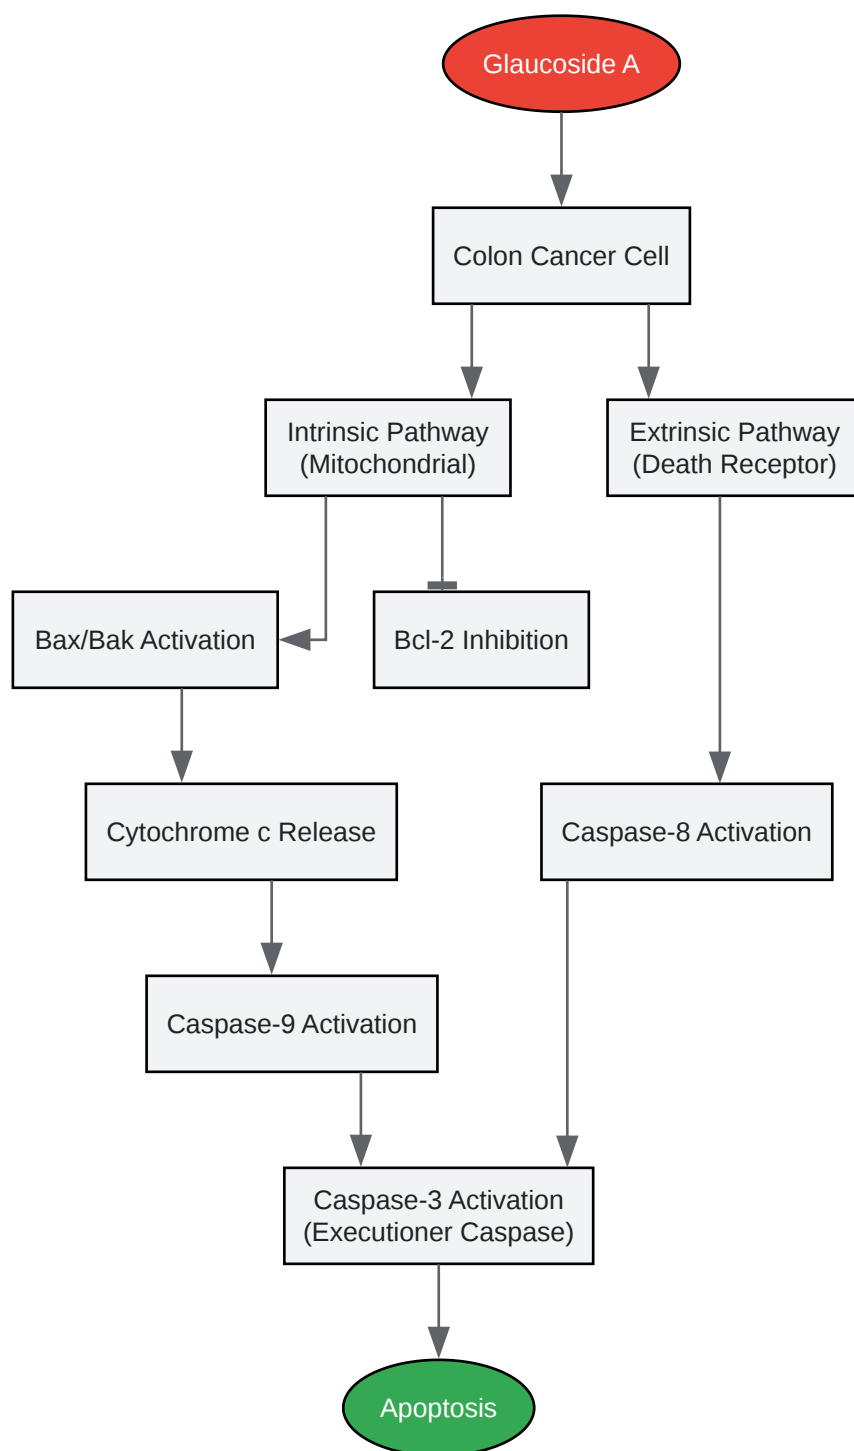 Glaucoside A
Colon Cancer Cell
Intrinsic Pathway
(Mitochondrial)
Extrinsic Pathway
(Death Receptor)
Bax/Bak Activation
Bcl-2 Inhibition
Cytochrome c Release
Caspase-8 Activation
Caspase-9 Activation
Caspase-3 Activation
(Executioner Caspase)
Apoptosis